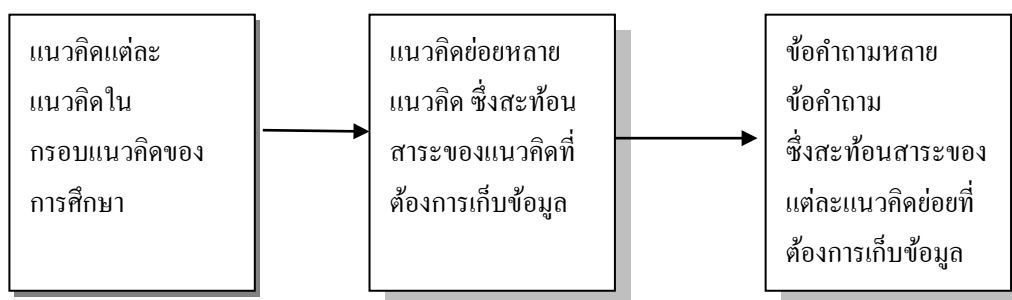 แนวคิดแต่ละ
แนวคิดใน
กรอบแนวคิดของ
การศึกษา
แนวคิดย่อยหลาย
แนวคิด ซึ่งสะท้อน
สาระของแนวคิดที่
ต้องการเก็บข้อมูล
ข้อคำถามหลาย
ข้อคำถาม
ซึ่งสะท้อนสาระของ
แต่ละแนวคิดย่อยที่
ต้องการเก็บข้อมูล